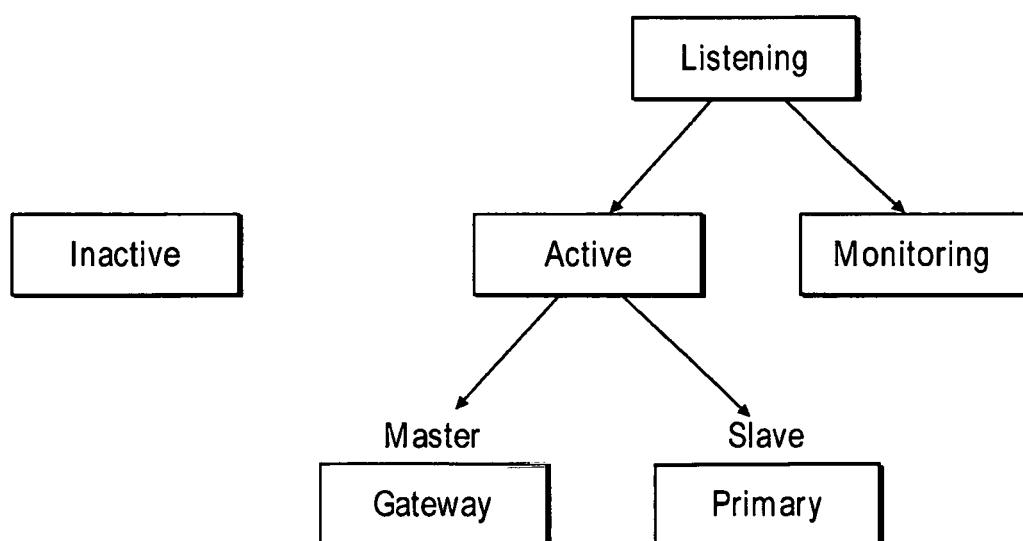 Listening
Inactive
Active
Monitoring
Master
Slave
Gateway
Primary